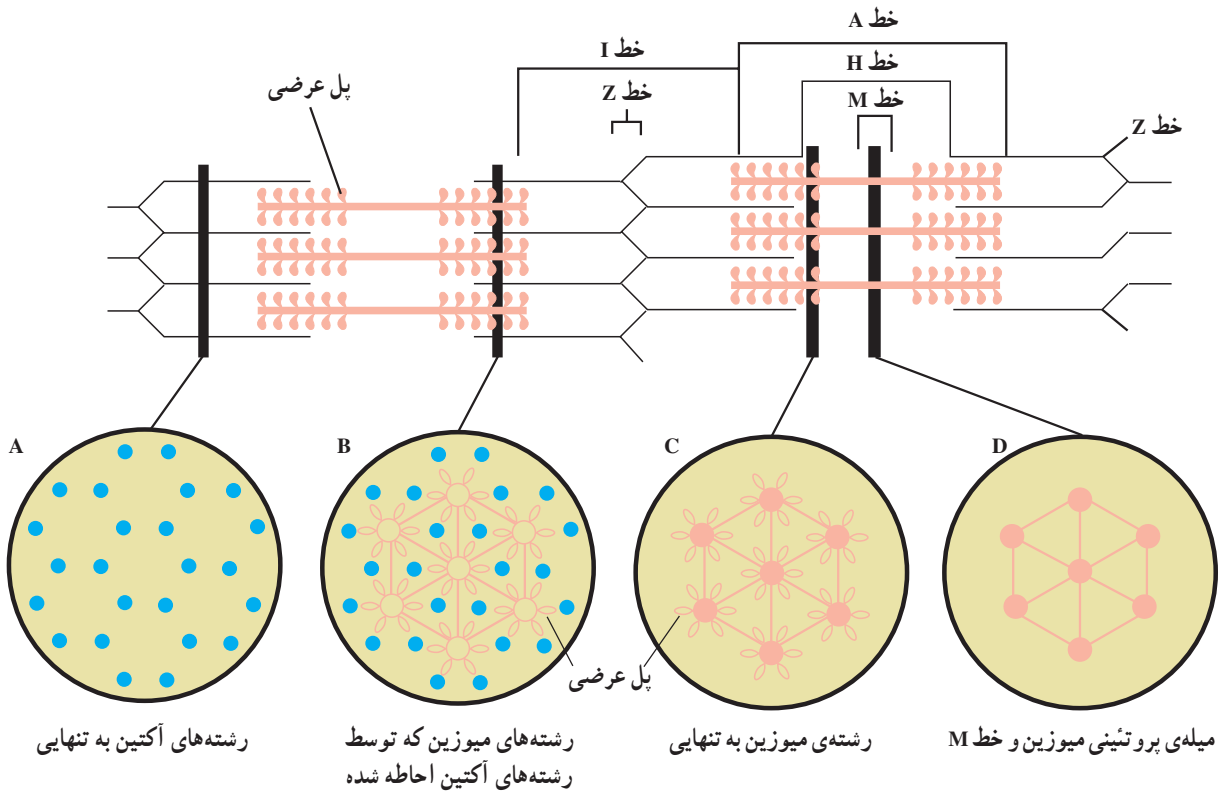 خط A
خط I
خط H
پل عرضی
خط Z
خط M
خط Z
A
B
C
D
پل عرضی
رشته‌های آکتین به تنهایی
رشته‌های میوزین که توسط
رشته‌های آکتین احاطه شده
رشته‌ی میوزین به تنهایی
میله‌ی پروتئینی میوزین و خط M